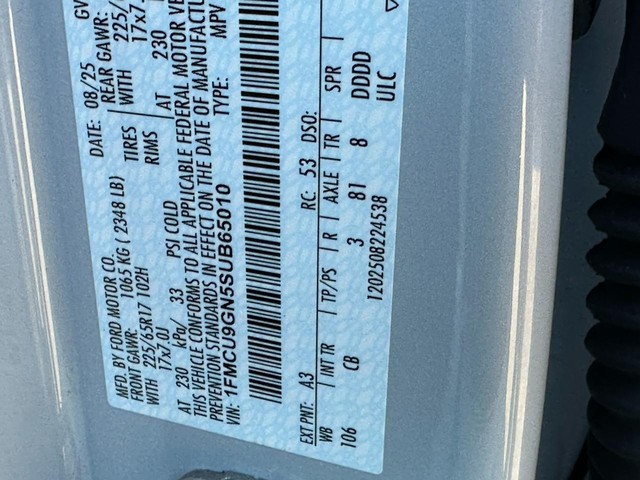 MFD. BY FORD MOTOR CO.
DATE: 08/25
GV
FRONT GAWR: 1065 KG ( 2348 LB)
REAR GAWR:
WITH 225/65R17 102H TIRES WITH 225/
17x7.0J RIMS 17x7.
AT 230 kPa/ 33 PSI COLD AT 230
THIS VEHICLE CONFORMS TO ALL APPLICABLE FEDERAL MOTOR VE
PREVENTION STANDARDS IN EFFECT ON THE DATE OF MANUFACTU
VIN: 1FMCU9GN5SUB65010 TYPE: MPV
EXT PNT: A3 RC: 53 DSO:
WB INT TR TP/PS R AXLE TR SPR
106 CB 3 81 8 DDDD
1202508224538 ULC